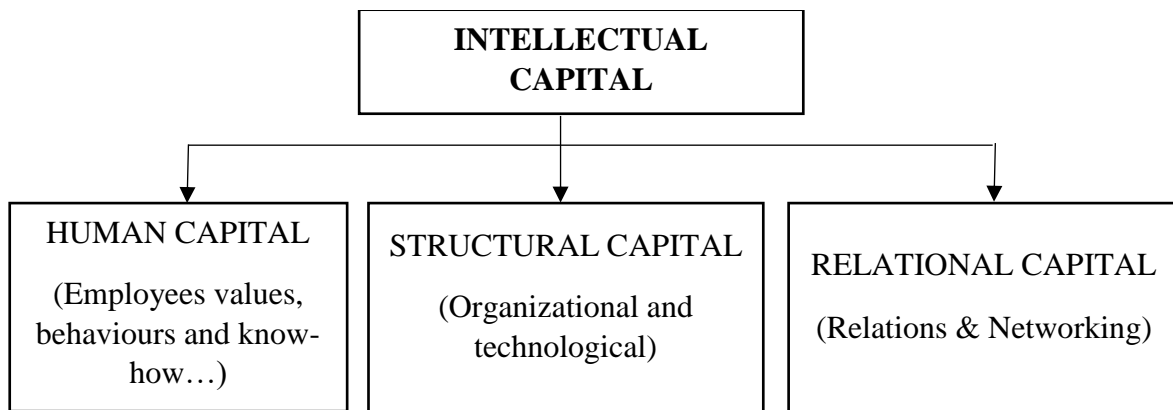 INTELLECTUAL
CAPITAL
HUMAN CAPITAL
(Employees values,
behaviours and know-
how…)
STRUCTURAL CAPITAL
(Organizational and
technological)
RELATIONAL CAPITAL
(Relations & Networking)